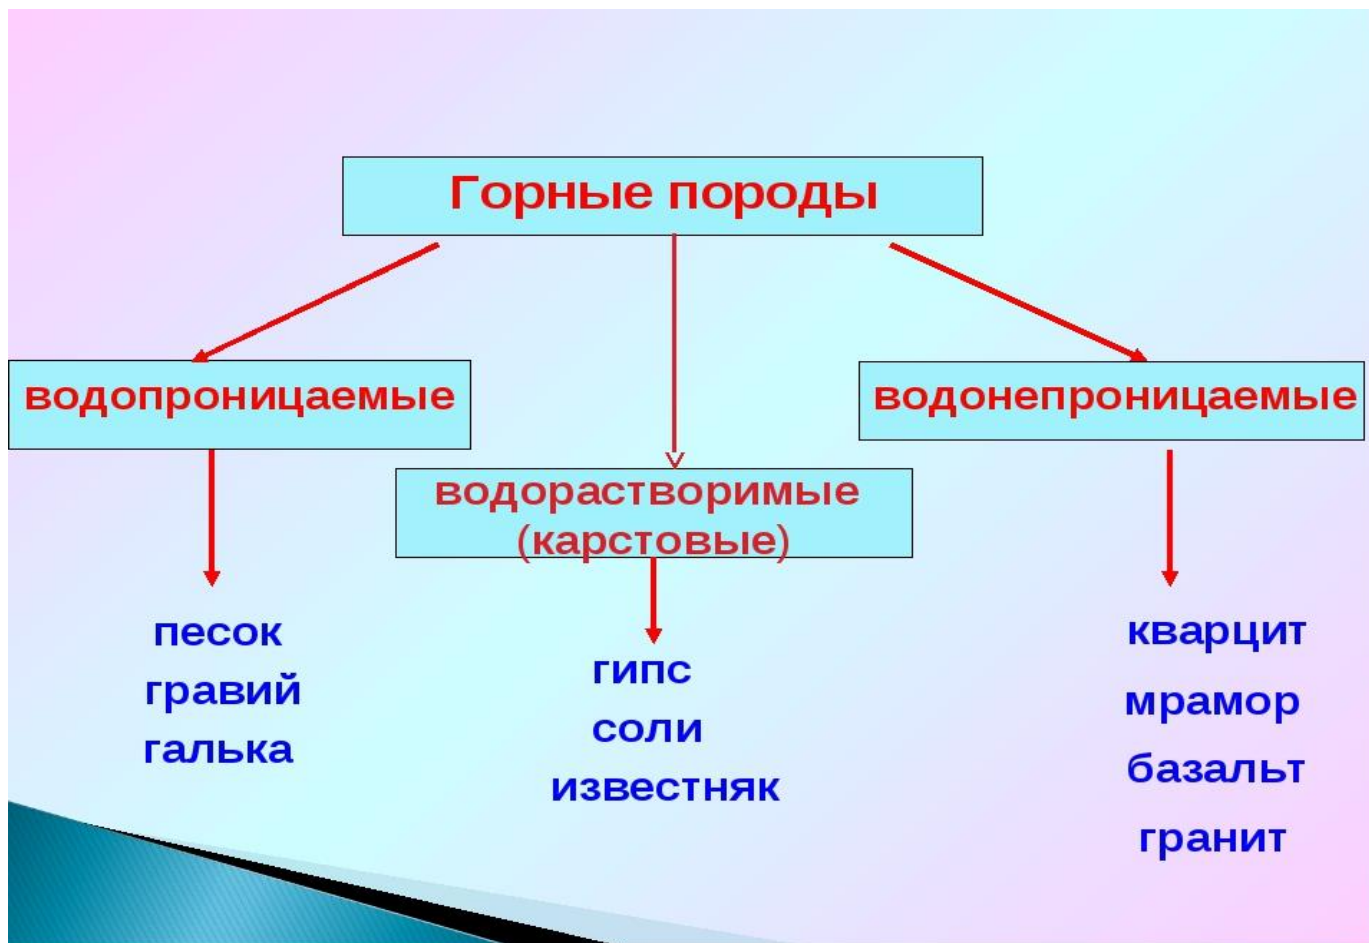 Горные породы
водопроницаемые
водонепроницаемые
водорастворимые
(карстовые)
песок
гравий
галька
гипс
соли
известняк
кварцит
мрамор
базальт
гранит